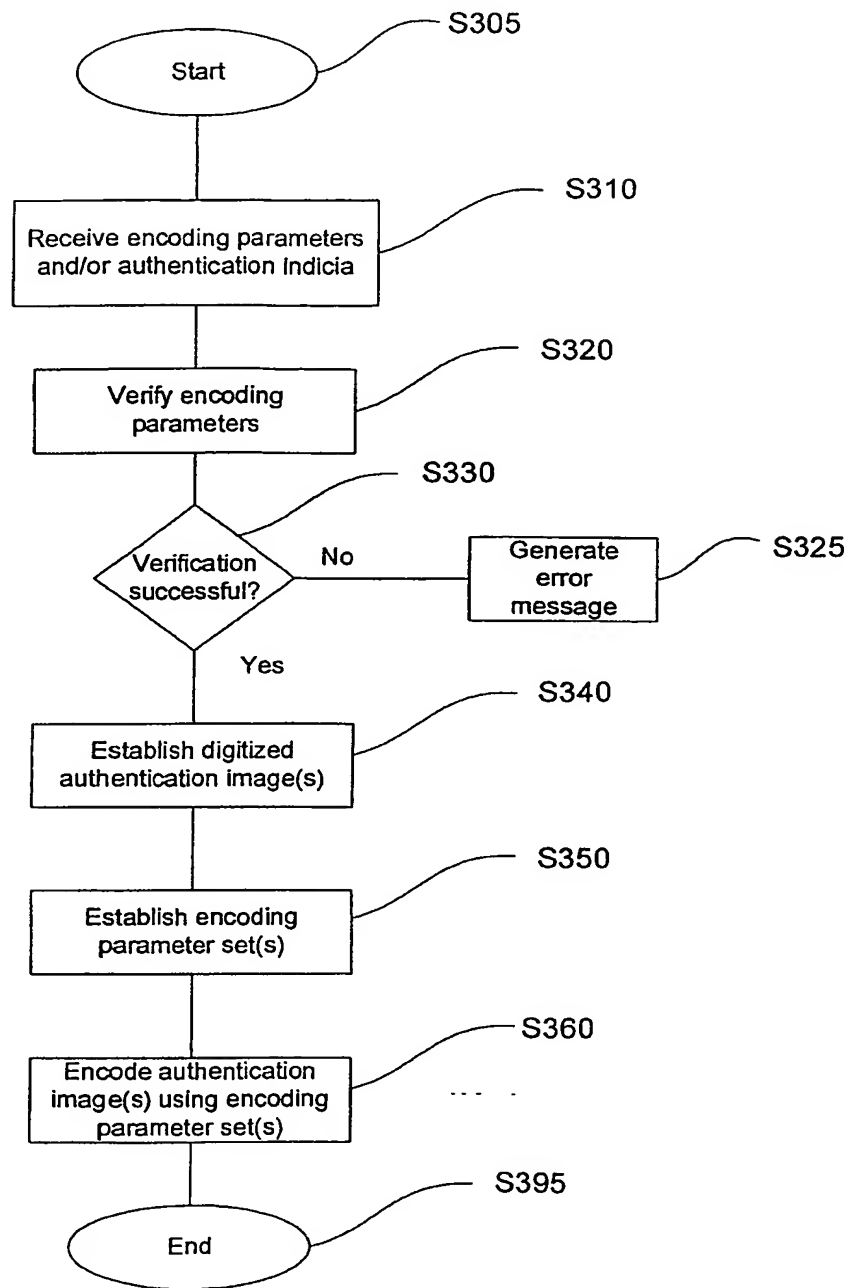 S305
Start
S310
Receive encoding parameters
and/or authentication indicia
S320
Verify encoding
parameters
S330
Verification
successful?
No
Generate
error
message
S325
Yes
S340
Establish digitized
authentication image(s)
S350
Establish encoding
parameter set(s)
S360
Encode authentication
image(s) using encoding
parameter set(s)
S395
End